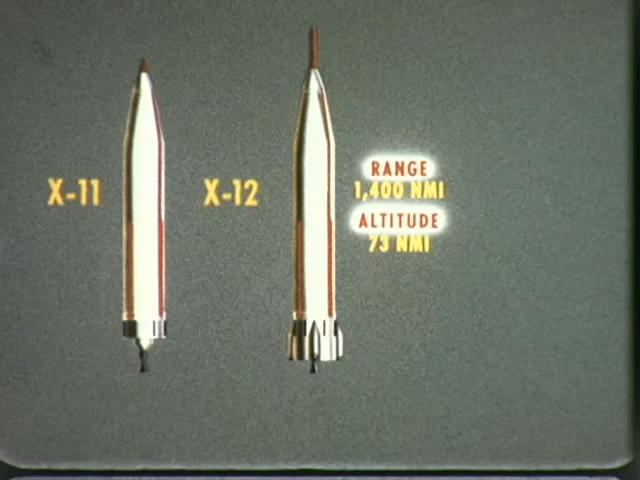 X-11
X-12
RANGE
1,400 NMI
ALTITUDE
73 NMI